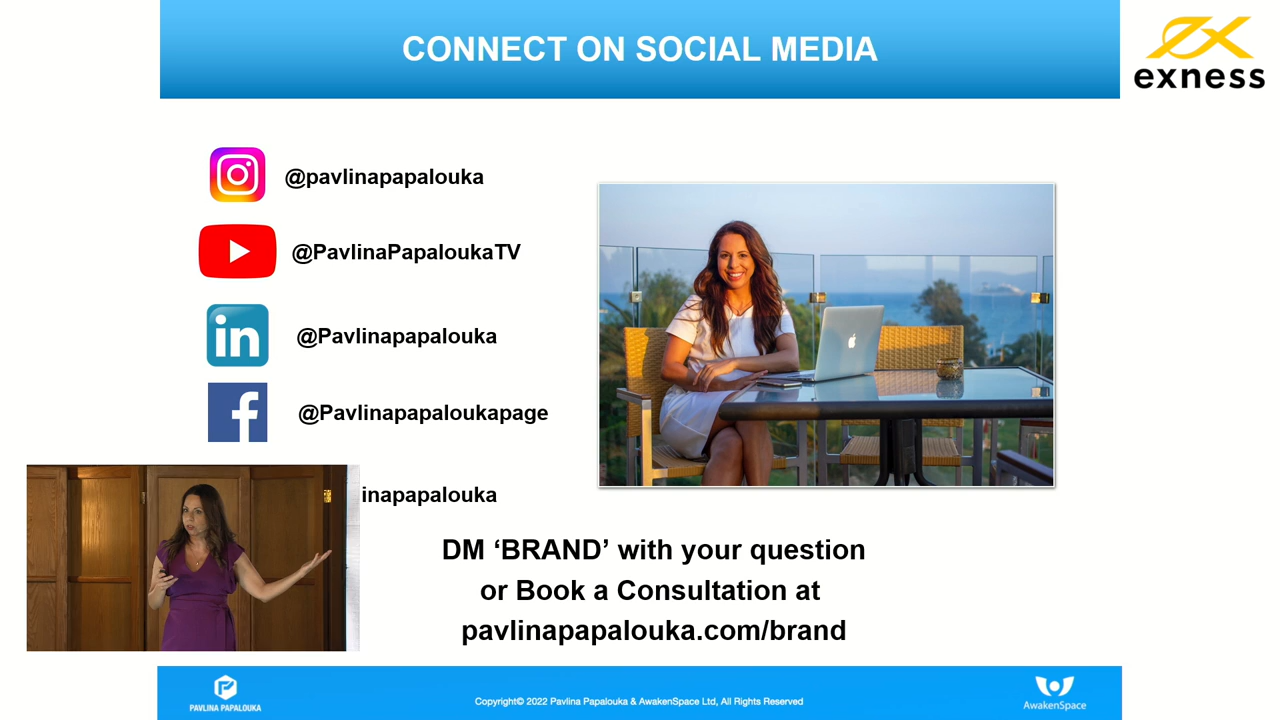 CONNECT ON SOCIAL MEDIA
exness
@pavlinapapalouka
@PavlinaPapaloukaTV
in
@Pavlinapapalouka
@Pavlinapapaloukapage
inapapalouka
DM ‘BRAND’ with your question
or Book a Consultation at
pavlinapapalouka.com/brand
PAVLINA PAPALOUKA
Copyright© 2022 Pavlina Papalouka & AwakenSpace Ltd, All Rights Reserved
AwakenSpace